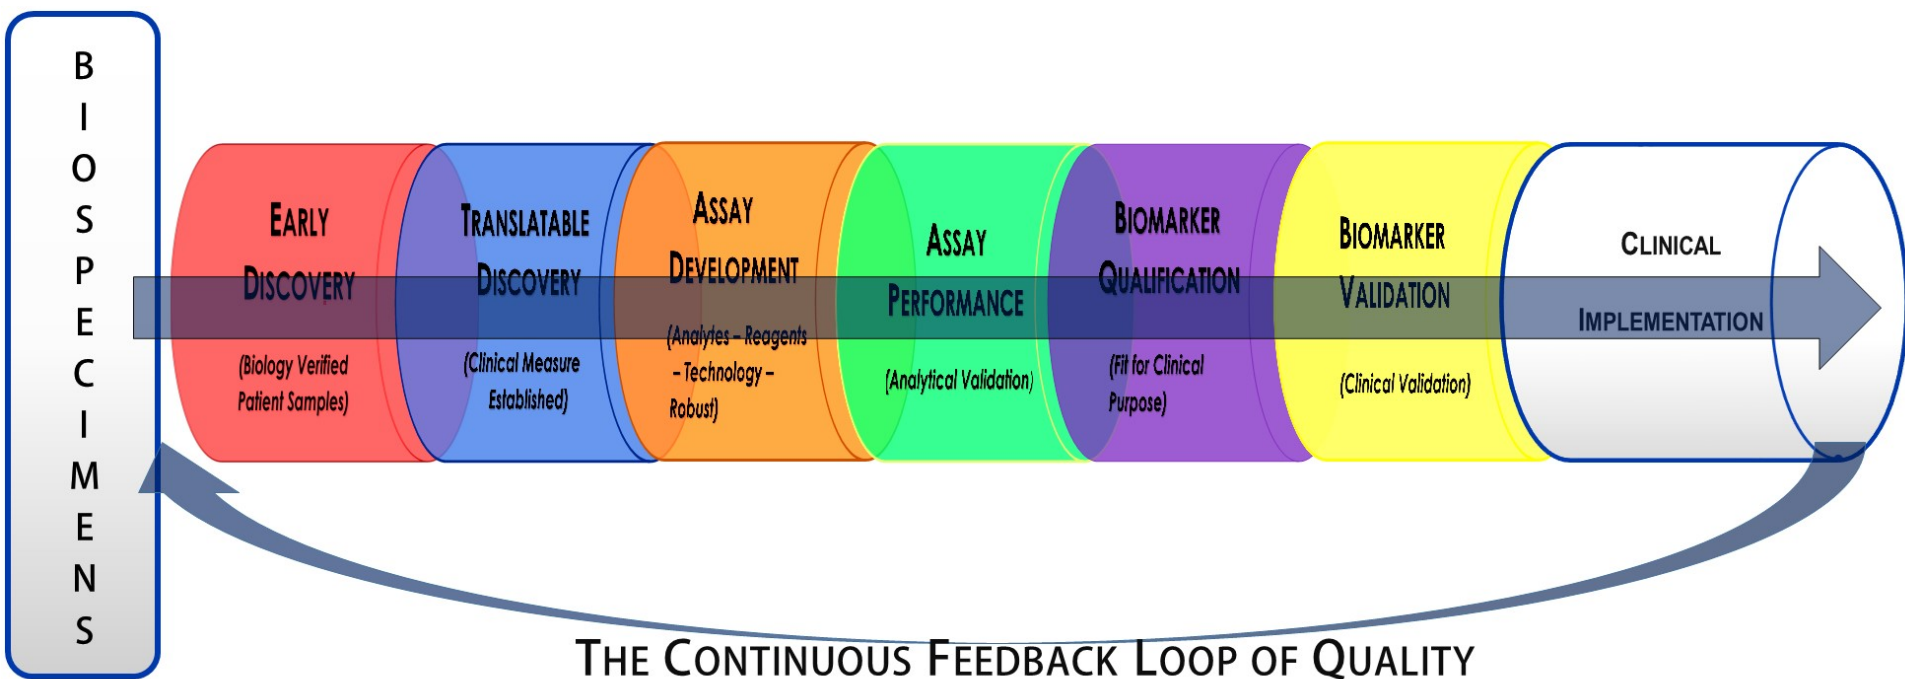 BIOSPECIMENS
EARLY
DISCOVERY
(Biology Verified
Patient Samples)
TRANSLATABLE
DISCOVERY
(Clinical Measure
Established)
ASSAY
DEVELOPMENT
(Analytes – Reagents
– Technology –
Robust)
ASSAY
PERFORMANCE
(Analytical Validation)
BIOMARKER
QUALIFICATION
(Fit for Clinical
Purpose)
BIOMARKER
VALIDATION
(Clinical Validation)
CLINICAL
IMPLEMENTATION
THE CONTINUOUS FEEDBACK LOOP OF QUALITY